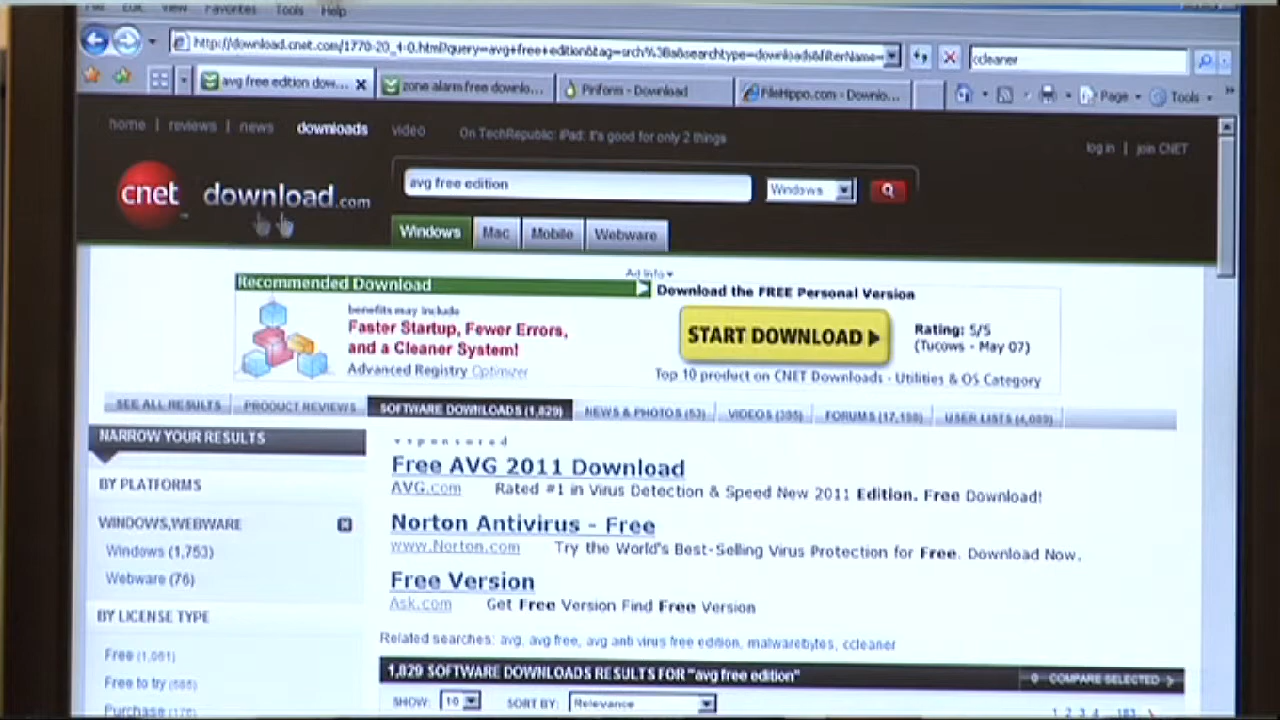 File Edit View Favorites Tools Help
http://download.cnet.com/1770-20_4-0.html?query=avg+free+edition&tag=srch%3Ba&searchtype=downloads&filterName=
ccleaner
avg free edition dow...
zone alarm free downlo...
Piriform - Download
FileHippo.com - Downlo...
Page
Tools
home | reviews | news downloads video On TechRepublic: iPad: It's good for only 2 things
log in | join CNET
cnet download.com
avg free edition
Windows
Windows Mac Mobile Webware
Ad Info
Recommended Download
Download the FREE Personal Version
benefits may include
Faster Startup, Fewer Errors,
and a Cleaner System!
Advanced Registry Optimizer
START DOWNLOAD
Rating: 5/5
(Tucows - May 07)
Top 10 product on CNET Downloads - Utilities & OS Category
SEE ALL RESULTS PRODUCT REVIEWS SOFTWARE DOWNLOADS (1,829) NEWS & PHOTOS (53) VIDEOS (395) FORUMS (17,198) USER LISTS (4,089)
NARROW YOUR RESULTS
BY PLATFORMS
WINDOWS,WEBWARE
Windows (1,753)
Webware (76)
BY LICENSE TYPE
Free (1,061)
Free to try (585)
Purchase (176)
sponsored
Free AVG 2011 Download
AVG.com Rated #1 in Virus Detection & Speed New 2011 Edition. Free Download!
Norton Antivirus - Free
www.Norton.com Try the World's Best-Selling Virus Protection for Free. Download Now.
Free Version
Ask.com Get Free Version Find Free Version
Related searches: avg, avg free, avg anti virus free edition, malwarebytes, ccleaner
1,829 SOFTWARE DOWNLOADS RESULTS FOR "avg free edition"
0 COMPARE SELECTED
SHOW: 10 SORT BY: Relevance
1 2 3 4 ... 183